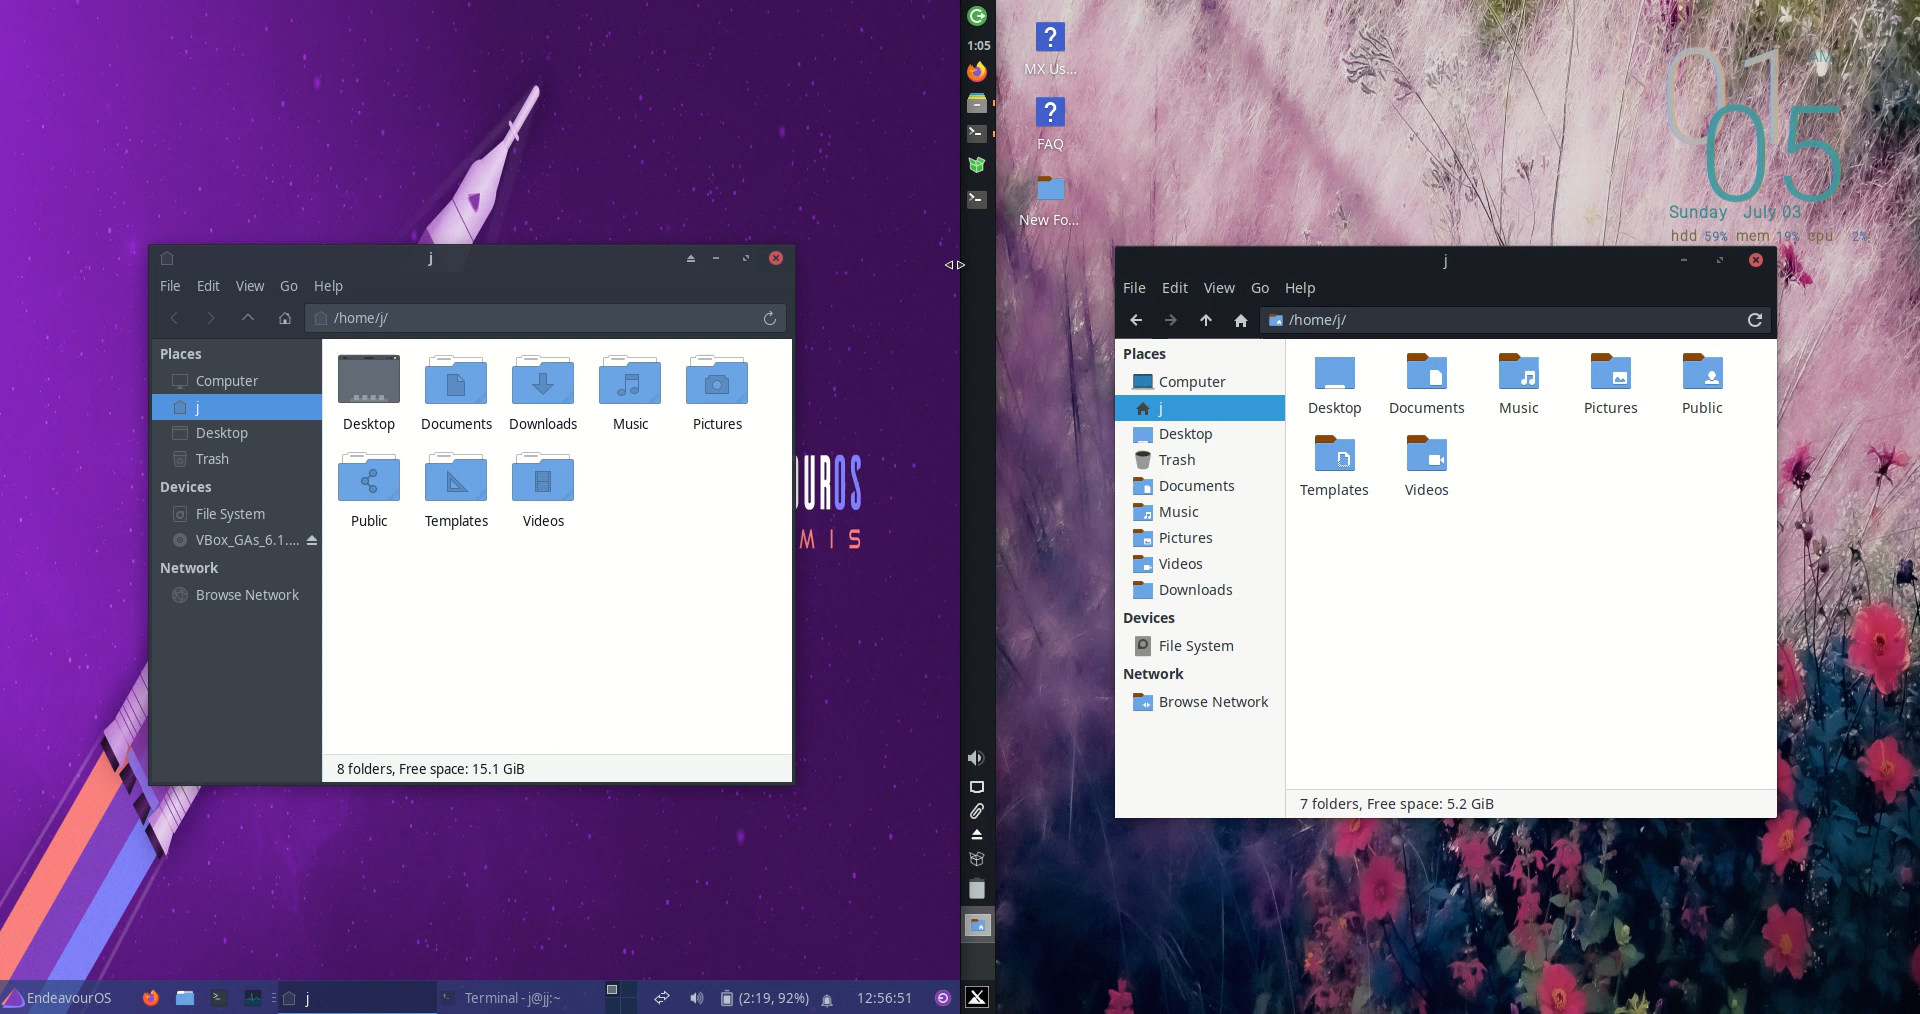 j
File Edit View Go Help
/home/j/
Places
Computer
j
Desktop
Trash
Devices
File System
VBox_GAs_6.1....
Network
Browse Network
Desktop
Documents
Downloads
Music
Pictures
Public
Templates
Videos
8 folders, Free space: 15.1 GiB
UROS
MIS
EndeavourOS
j
Terminal - j@jj:~
(2:19, 92%)
12:56:51
1:05
? MX Us...
? FAQ
New Fo...
01 AM
05
Sunday July 03
hdd 59% mem 19% cpu 2%
j
File Edit View Go Help
/home/j/
Places
Computer
j
Desktop
Trash
Documents
Music
Pictures
Videos
Downloads
Devices
File System
Network
Browse Network
Desktop
Documents
Music
Pictures
Public
Templates
Videos
7 folders, Free space: 5.2 GiB